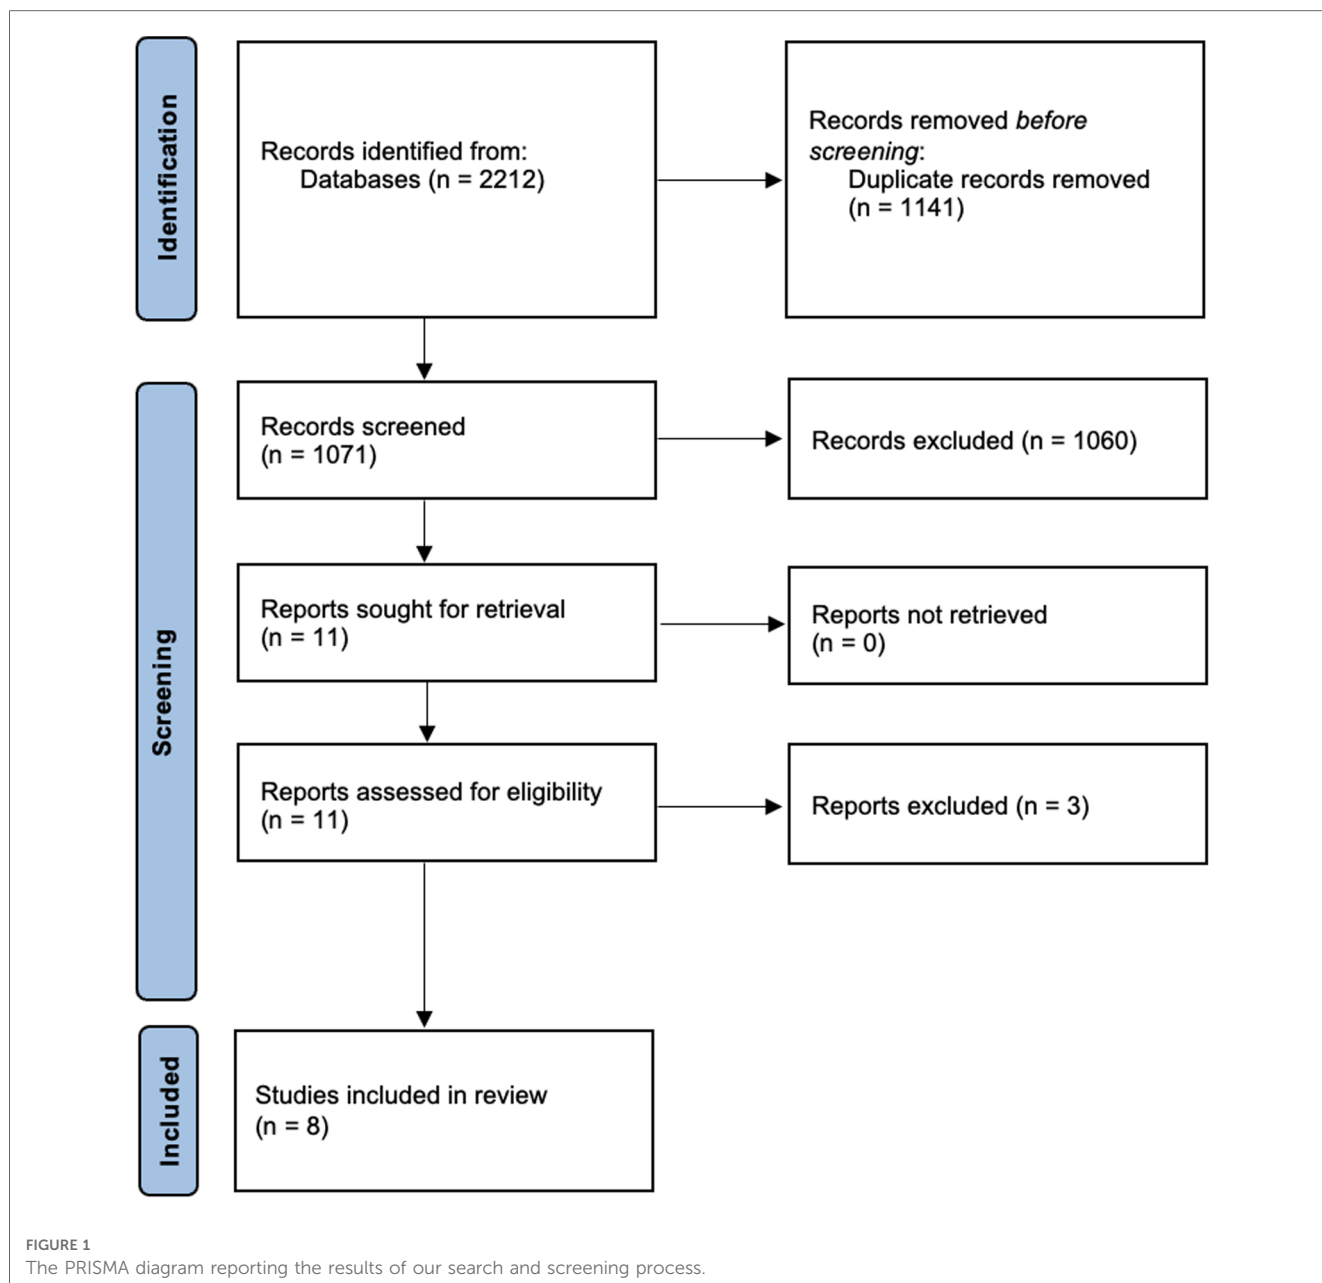 Identification
Records identified from:
Databases (n = 2212)
Records removed before
screening:
Duplicate records removed
(n = 1141)
Screening
Records screened
(n = 1071)
Records excluded (n = 1060)
Reports sought for retrieval
(n = 11)
Reports not retrieved
(n = 0)
Reports assessed for eligibility
(n = 11)
Reports excluded (n = 3)
Included
Studies included in review
(n = 8)
FIGURE 1
The PRISMA diagram reporting the results of our search and screening process.